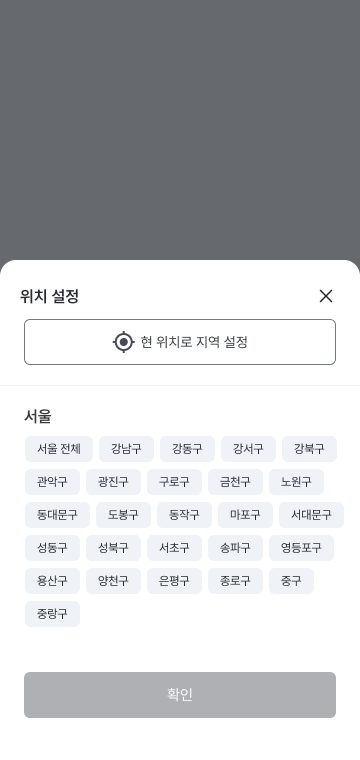 위치 설정
현 위치로 지역 설정
서울
서울 전체 강남구 강동구 강서구 강북구
관악구 광진구 구로구 금천구 노원구
동대문구 도봉구 동작구 마포구 서대문구
성동구 성북구 서초구 송파구 영등포구
용산구 양천구 은평구 종로구 중구
중랑구
확인